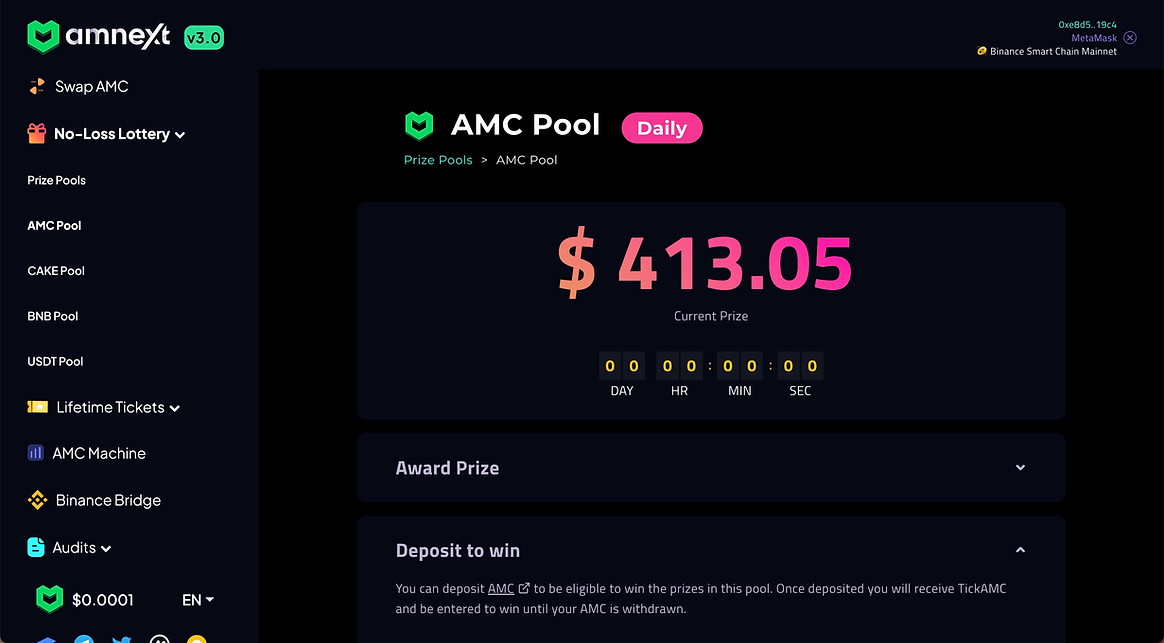 amnext v3.0
0xe8d5..19c4
MetaMask
Binance Smart Chain Mainnet
Swap AMC
No-Loss Lottery
Prize Pools
AMC Pool
CAKE Pool
BNB Pool
USDT Pool
Lifetime Tickets
AMC Machine
Binance Bridge
Audits
$0.0001 EN
AMC Pool Daily
Prize Pools > AMC Pool
$ 413.05
Current Prize
0 0 0 0 : 0 0 : 0 0
DAY HR MIN SEC
Award Prize
Deposit to win
You can deposit AMC to be eligible to win the prizes in this pool. Once deposited you will receive TickAMC
and be entered to win until your AMC is withdrawn.